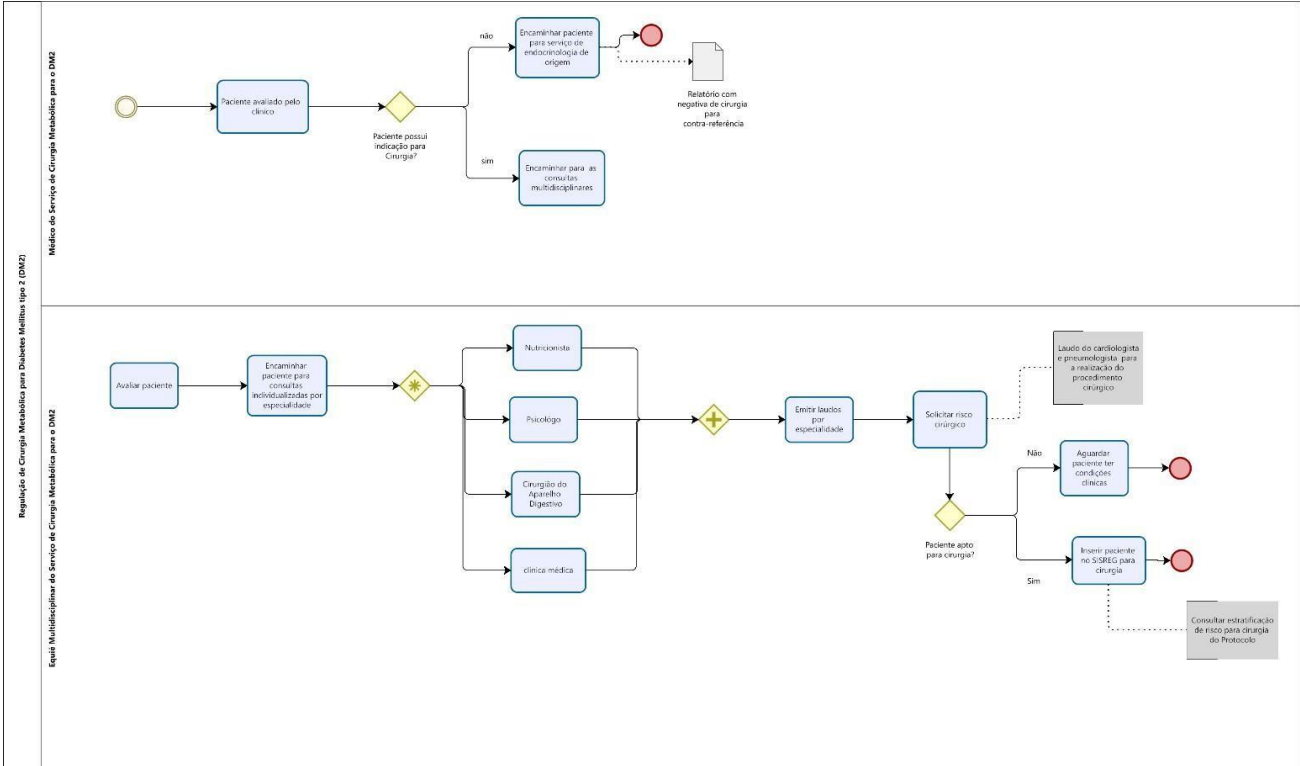 Regulação de Cirurgia Metabólica para Diabetes Mellitus tipo 2 (DM2)
Médico do Serviço de Cirurgia Metabólica para o DM2
Paciente avaliado pelo
clínico
Paciente possui
indicação para
Cirurgia?
não
Encaminhar paciente
para serviço de
endocrinologia de
origem
Relatório com
negativa de cirurgia
para
contra-referência
sim
Encaminhar para as
consultas
multidisciplinares
Equié Multidisciplinar do Serviço de Cirurgia Metabólica para o DM2
Avaliar paciente
Encaminhar
paciente para
consultas
individualizadas por
especialidade
Nutricionista
Psicológo
Cirurgião do
Aparelho
Digestivo
clínica médica
Emitir laudos
por
especialidade
Solicitar risco
cirúrgico
Laudo do cardiologista
e pneumologista para
a realização do
procedimento
cirúrgico
Paciente apto
para cirurgia?
Não
Aguardar
paciente ter
condições
clínicas
Sim
Inserir paciente
no SISREG para
cirurgia
Consultar estratificação
de risco para cirurgia
do Protocolo